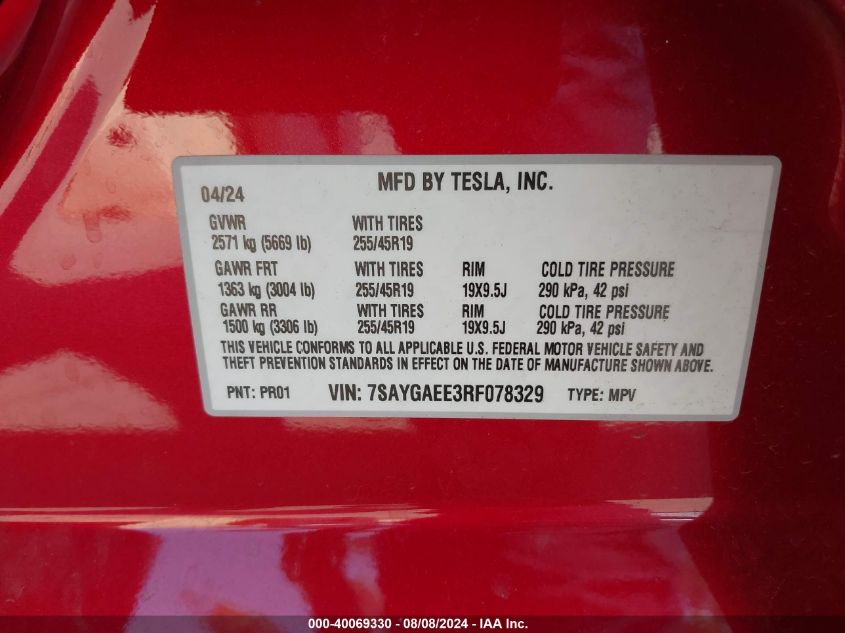 MFD BY TESLA, INC.
04/24
GVWR WITH TIRES
2571 kg (5669 lb) 255/45R19
GAWR FRT WITH TIRES RIM COLD TIRE PRESSURE
1363 kg (3004 lb) 255/45R19 19X9.5J 290 kPa, 42 psi
GAWR RR WITH TIRES RIM COLD TIRE PRESSURE
1500 kg (3306 lb) 255/45R19 19X9.5J 290 kPa, 42 psi
THIS VEHICLE CONFORMS TO ALL APPLICABLE U.S. FEDERAL MOTOR VEHICLE SAFETY AND
THEFT PREVENTION STANDARDS IN EFFECT ON THE DATE OF MANUFACTURE SHOWN ABOVE.
PNT: PR01 VIN: 7SAYGAEE3RF078329 TYPE: MPV
000-40069330 - 08/08/2024 - IAA Inc.